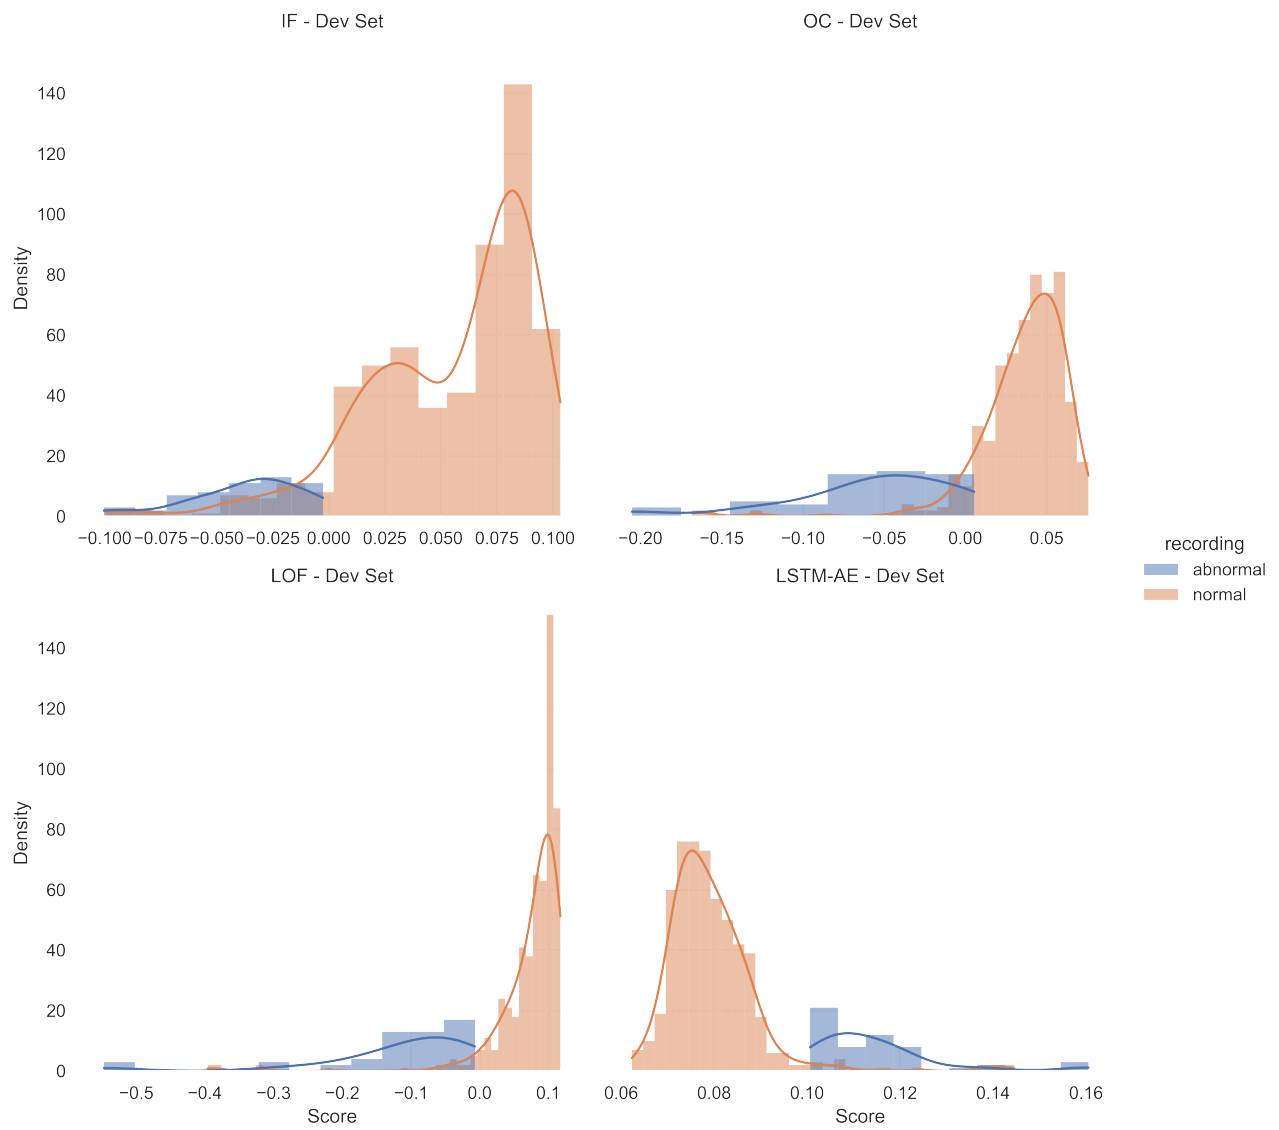 IF - Dev Set
OC - Dev Set
Density
140
120
100
80
60
40
20
0
−0.100 −0.075 −0.050 −0.025 0.000 0.025 0.050 0.075 0.100
−0.20 −0.15 −0.10 −0.05 0.00 0.05
recording
abnormal
normal
LOF - Dev Set
LSTM-AE - Dev Set
Density
140
120
100
80
60
40
20
0
−0.5 −0.4 −0.3 −0.2 −0.1 0.0 0.1
Score
0.06 0.08 0.10 0.12 0.14 0.16
Score